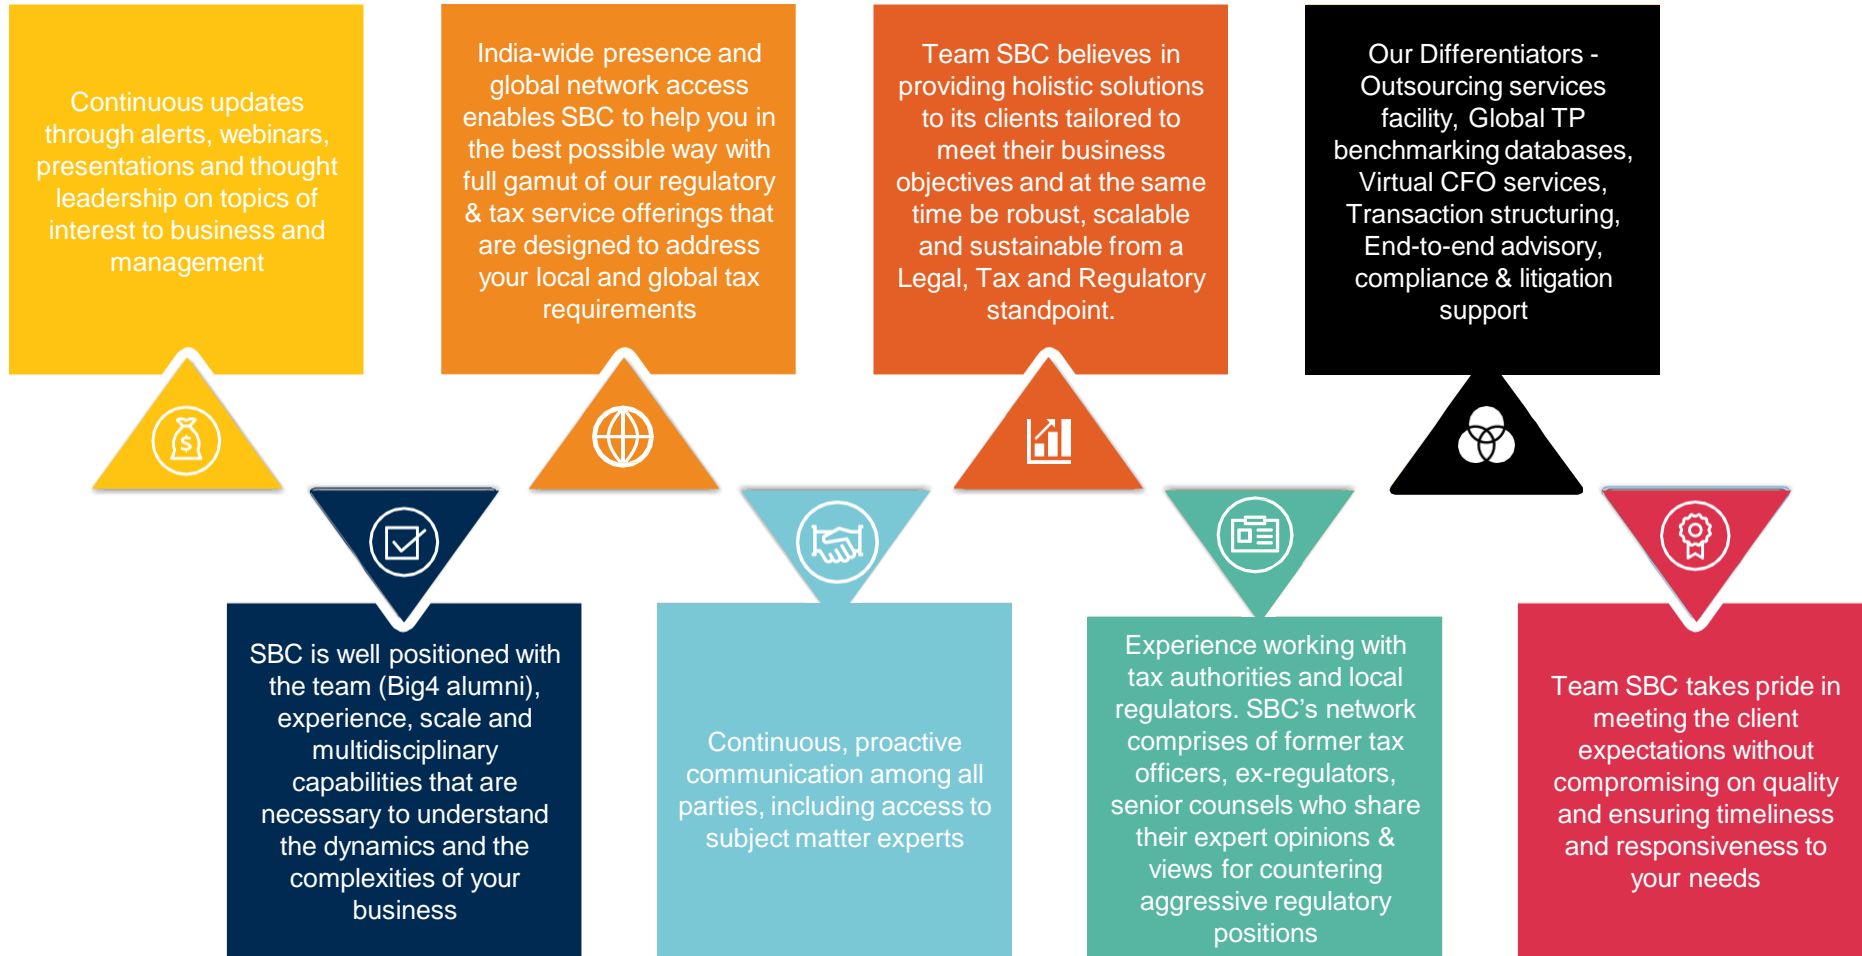 Continuous updates
through alerts, webinars,
presentations and thought
leadership on topics of
interest to business and
management
India-wide presence and
global network access
enables SBC to help you in
the best possible way with
full gamut of our regulatory
& tax service offerings that
are designed to address
your local and global tax
requirements
Team SBC believes in
providing holistic solutions
to its clients tailored to
meet their business
objectives and at the same
time be robust, scalable
and sustainable from a
Legal, Tax and Regulatory
standpoint.
Our Differentiators -
Outsourcing services
facility, Global TP
benchmarking databases,
Virtual CFO services,
Transaction structuring,
End-to-end advisory,
compliance & litigation
support
$
SBC is well positioned with
the team (Big4 alumni),
experience, scale and
multidisciplinary
capabilities that are
necessary to understand
the dynamics and the
complexities of your
business
Continuous, proactive
communication among all
parties, including access to
subject matter experts
Experience working with
tax authorities and local
regulators. SBC’s network
comprises of former tax
officers, ex-regulators,
senior counsels who share
their expert opinions &
views for countering
aggressive regulatory
positions
Team SBC takes pride in
meeting the client
expectations without
compromising on quality
and ensuring timeliness
and responsiveness to
your needs